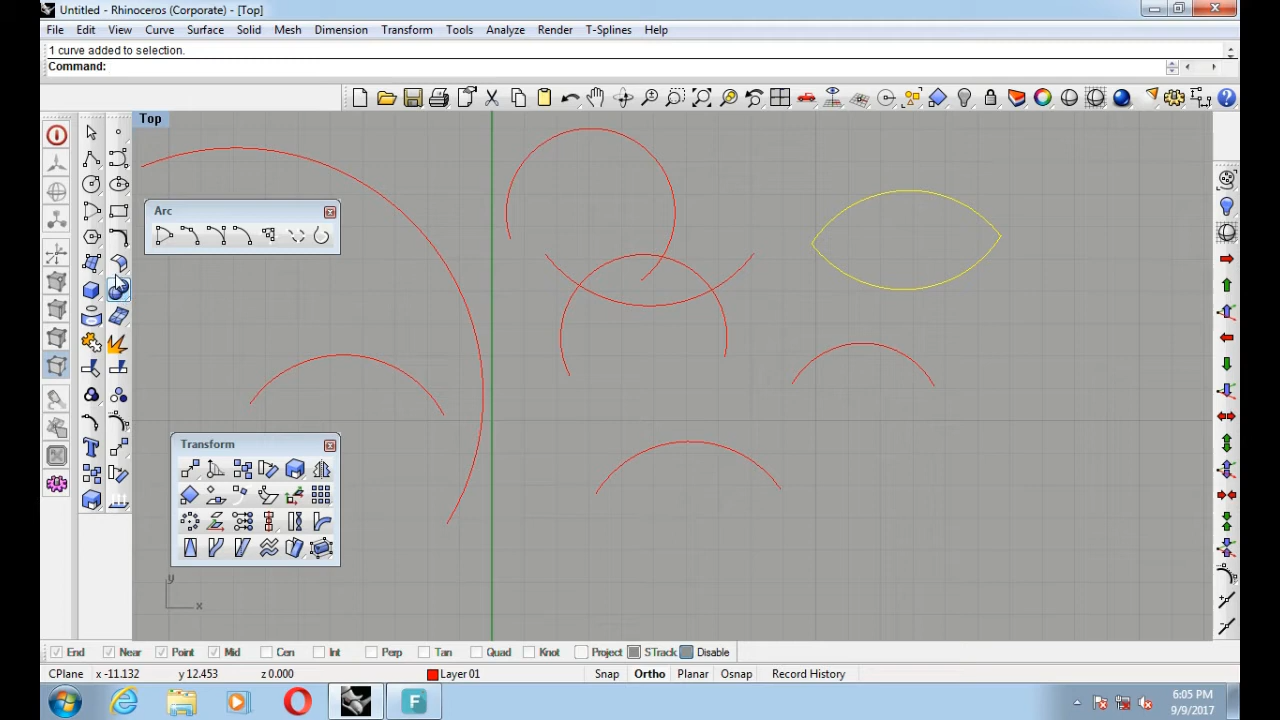 Untitled - Rhinoceros (Corporate) - [Top]
File Edit View Curve Surface Solid Mesh Dimension Transform Tools Analyze Render T-Splines Help
1 curve added to selection.
Command:
Top
Arc
Transform
y
x
End Near Point Mid Cen Int Perp Tan Quad Knot Project STrack Disable
CPlane x -11.132 y 12.453 z 0.000 Layer 01 Snap Ortho Planar Osnap Record History
F
6:05 PM
9/9/2017